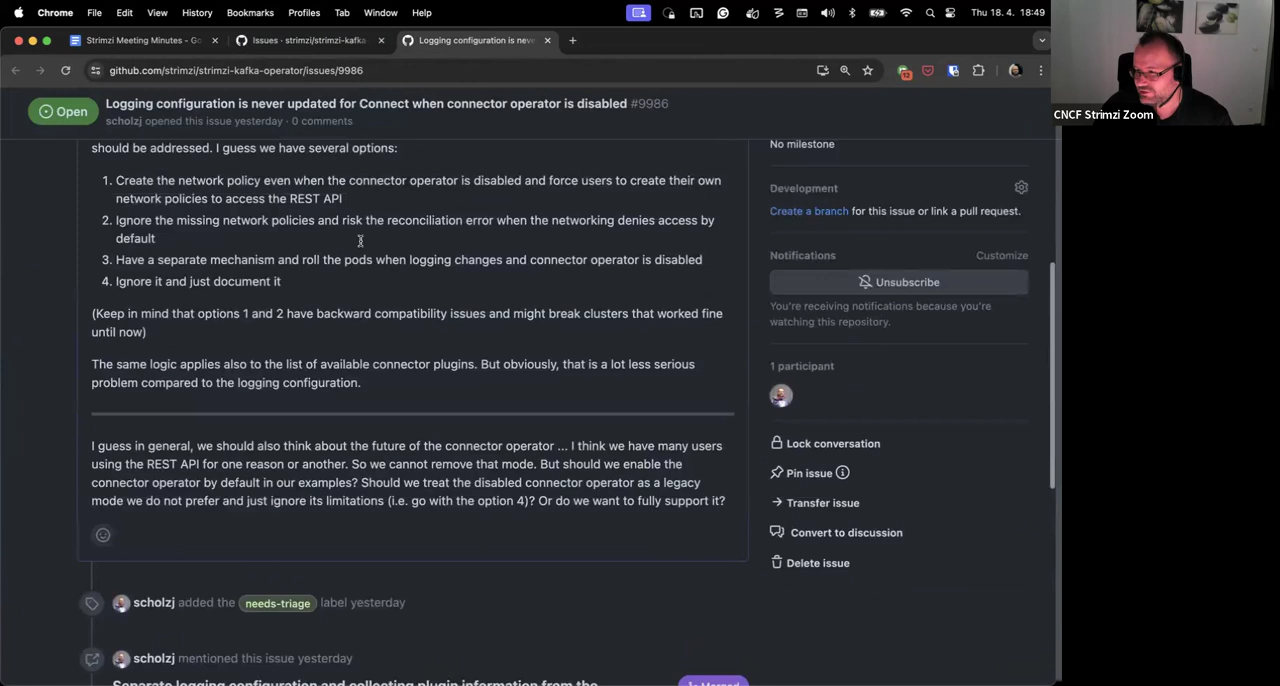 Chrome File Edit View History Bookmarks Profiles Tab Window Help Thu 18. 4. 18:49
Strimzi Meeting Minutes - Go
Issues · strimzi/strimzi-kafka
Logging configuration is neve
github.com/strimzi/strimzi-kafka-operator/issues/9986
12
CNCF Strimzi Zoom
Open
Logging configuration is never updated for Connect when connector operator is disabled #9986
scholzj opened this issue yesterday · 0 comments
should be addressed. I guess we have several options:
1. Create the network policy even when the connector operator is disabled and force users to create their own
network policies to access the REST API
2. Ignore the missing network policies and risk the reconciliation error when the networking denies access by
default
3. Have a separate mechanism and roll the pods when logging changes and connector operator is disabled
4. Ignore it and just document it
(Keep in mind that options 1 and 2 have backward compatibility issues and might break clusters that worked fine
until now)
The same logic applies also to the list of available connector plugins. But obviously, that is a lot less serious
problem compared to the logging configuration.
I guess in general, we should also think about the future of the connector operator ... I think we have many users
using the REST API for one reason or another. So we cannot remove that mode. But should we enable the
connector operator by default in our examples? Should we treat the disabled connector operator as a legacy
mode we do not prefer and just ignore its limitations (i.e. go with the option 4)? Or do we want to fully support it?
scholzj added the needs-triage label yesterday
scholzj mentioned this issue yesterday
Separate logging configuration and collecting plugin information from the
Merged
No milestone
Development
Create a branch for this issue or link a pull request.
Notifications
Customize
Unsubscribe
You're receiving notifications because you're
watching this repository.
1 participant
Lock conversation
Pin issue
Transfer issue
Convert to discussion
Delete issue